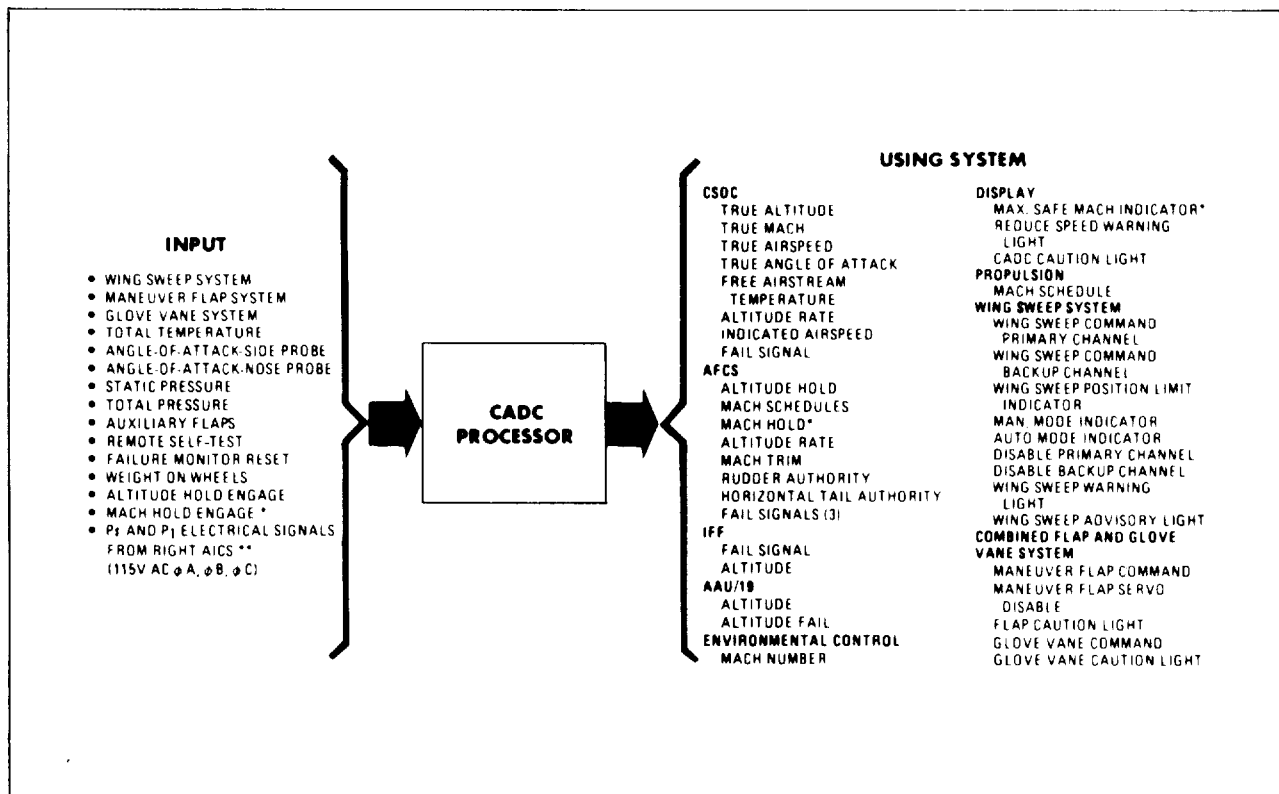 INPUT
• WING SWEEP SYSTEM
• MANEUVER FLAP SYSTEM
• GLOVE VANE SYSTEM
• TOTAL TEMPERATURE
• ANGLE-OF-ATTACK-SIDE PROBE
• ANGLE-OF-ATTACK-NOSE PROBE
• STATIC PRESSURE
• TOTAL PRESSURE
• AUXILIARY FLAPS
• REMOTE SELF-TEST
• FAILURE MONITOR RESET
• WEIGHT ON WHEELS
• ALTITUDE HOLD ENGAGE
• MACH HOLD ENGAGE *
• PS AND PT ELECTRICAL SIGNALS
FROM RIGHT AICS **
(115V AC φA, φB, φC)
CADC
PROCESSOR
USING SYSTEM
CSDC
TRUE ALTITUDE
TRUE MACH
TRUE AIRSPEED
TRUE ANGLE OF ATTACK
FREE AIRSTREAM
TEMPERATURE
ALTITUDE RATE
INDICATED AIRSPEED
FAIL SIGNAL
AFCS
ALTITUDE HOLD
MACH SCHEDULES
MACH HOLD*
ALTITUDE RATE
MACH TRIM
RUDDER AUTHORITY
HORIZONTAL TAIL AUTHORITY
FAIL SIGNALS (3)
IFF
FAIL SIGNAL
ALTITUDE
AAU/19
ALTITUDE
ALTITUDE FAIL
ENVIRONMENTAL CONTROL
MACH NUMBER
DISPLAY
MAX. SAFE MACH INDICATOR*
REDUCE SPEED WARNING
LIGHT
CADC CAUTION LIGHT
PROPULSION
MACH SCHEDULE
WING SWEEP SYSTEM
WING SWEEP COMMAND
PRIMARY CHANNEL
WING SWEEP COMMAND
BACKUP CHANNEL
WING SWEEP POSITION LIMIT
INDICATOR
MAN. MODE INDICATOR
AUTO MODE INDICATOR
DISABLE PRIMARY CHANNEL
DISABLE BACKUP CHANNEL
WING SWEEP WARNING
LIGHT
WING SWEEP ADVISORY LIGHT
COMBINED FLAP AND GLOVE
VANE SYSTEM
MANEUVER FLAP COMMAND
MANEUVER FLAP SERVO
DISABLE
FLAP CAUTION LIGHT
GLOVE VANE COMMAND
GLOVE VANE CAUTION LIGHT